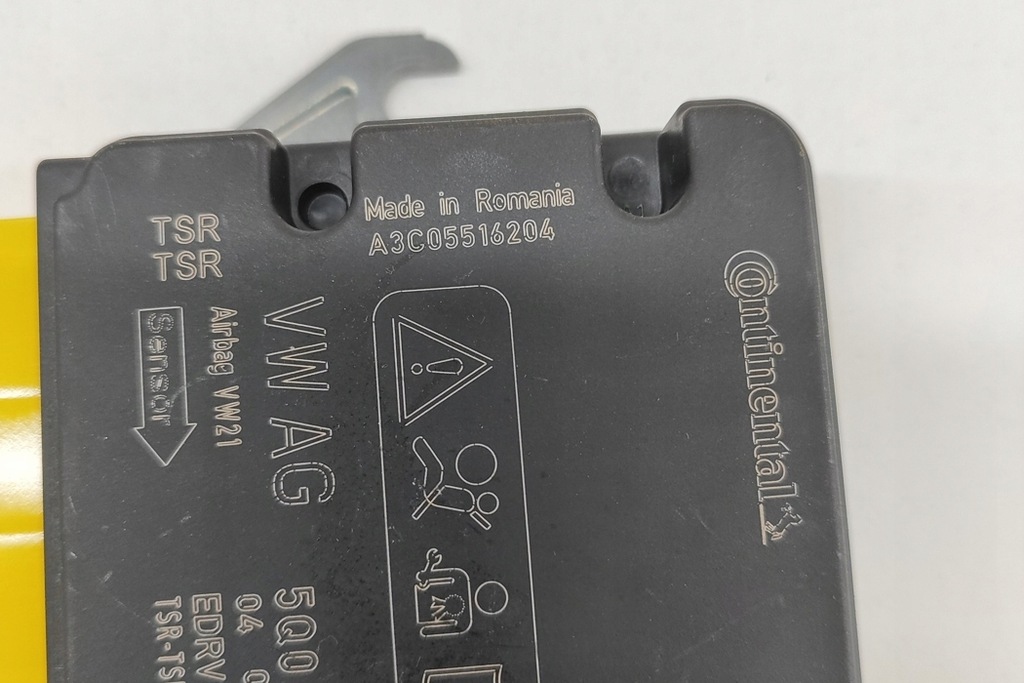 Made in Romania
A3C05516204
TSR
TSR
Continental
VW AG
Airbag VW21
Sensor
5Q0
04
EDRV